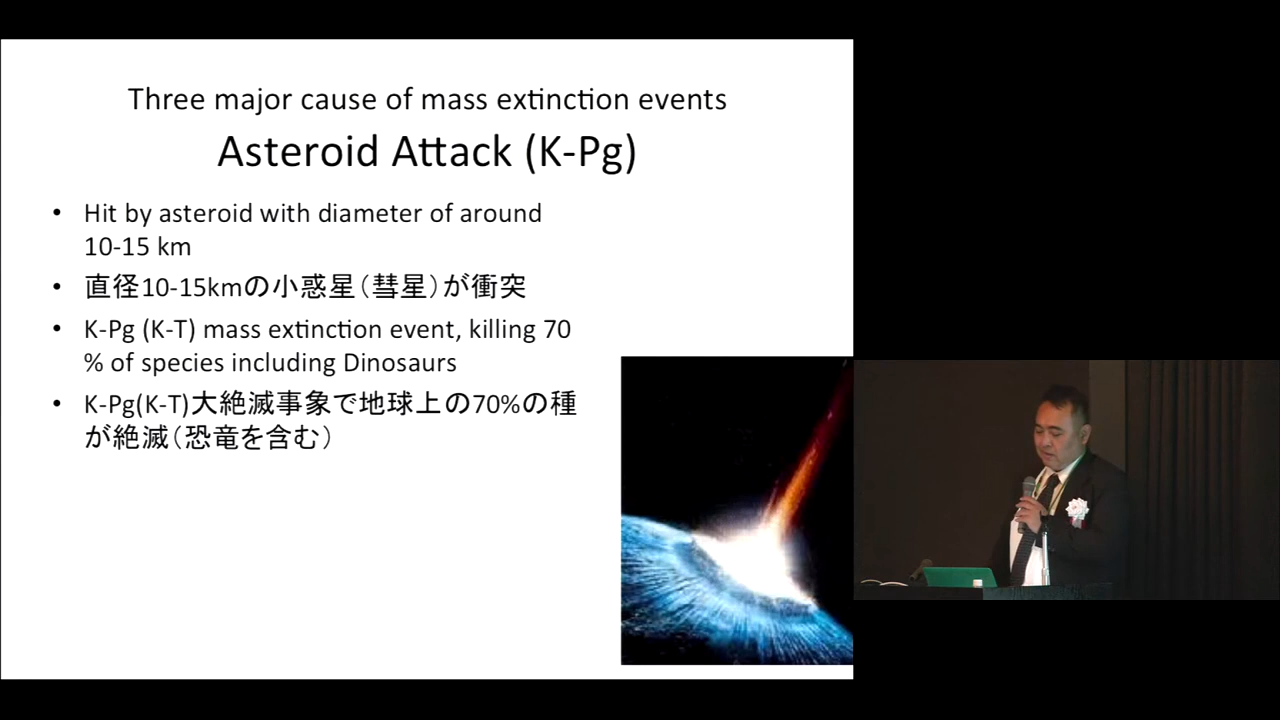 Three major cause of mass extinction events
Asteroid Attack (K-Pg)
• Hit by asteroid with diameter of around
10-15 km
• 直径10-15kmの小惑星（彗星）が衝突
• K-Pg (K-T) mass extinction event, killing 70
% of species including Dinosaurs
• K-Pg(K-T)大絶滅事象で地球上の70%の種
が絶滅（恐竜を含む）